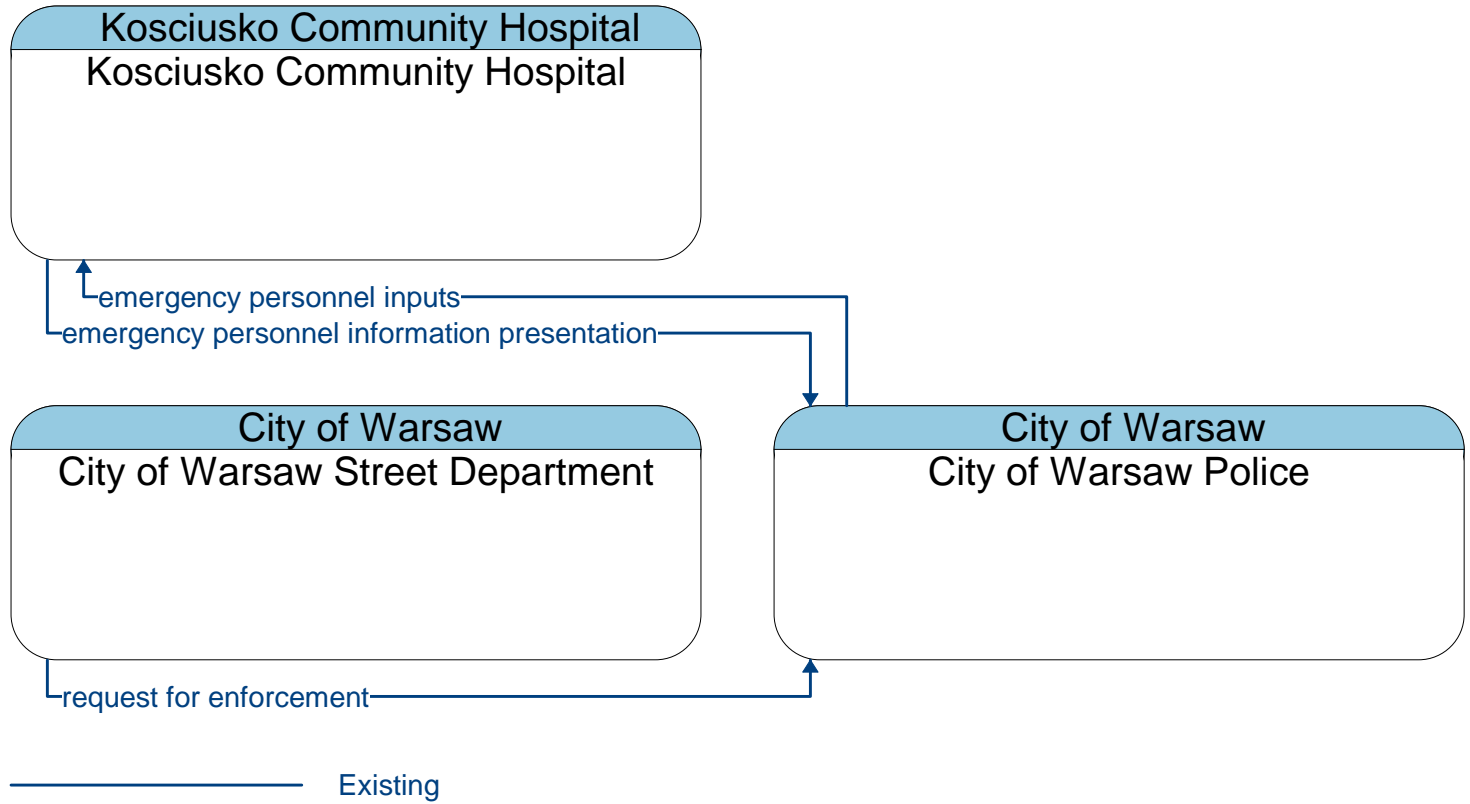 Kosciusko Community Hospital
Kosciusko Community Hospital
emergency personnel inputs
emergency personnel information presentation
City of Warsaw
City of Warsaw Street Department
City of Warsaw
City of Warsaw Police
request for enforcement
Existing